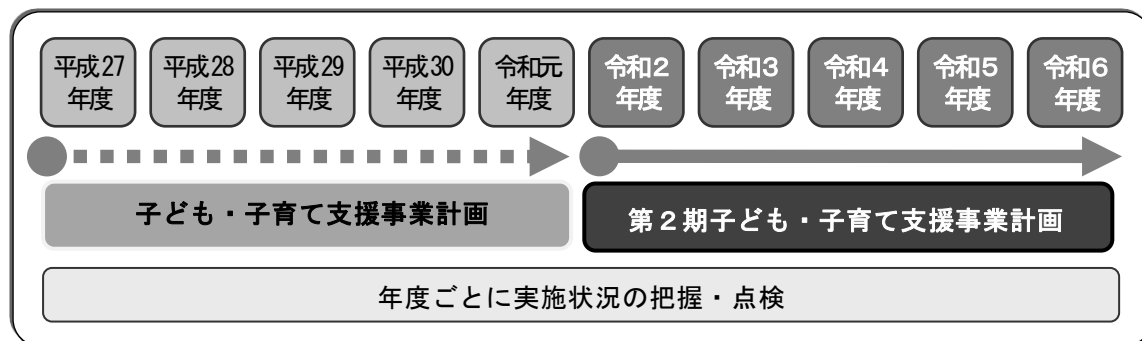 平成27
年度
平成28
年度
平成29
年度
平成30
年度
令和元
年度
令和2
年度
令和3
年度
令和4
年度
令和5
年度
令和6
年度
子ども・子育て支援事業計画
第2期子ども・子育て支援事業計画
年度ごとに実施状況の把握・点検